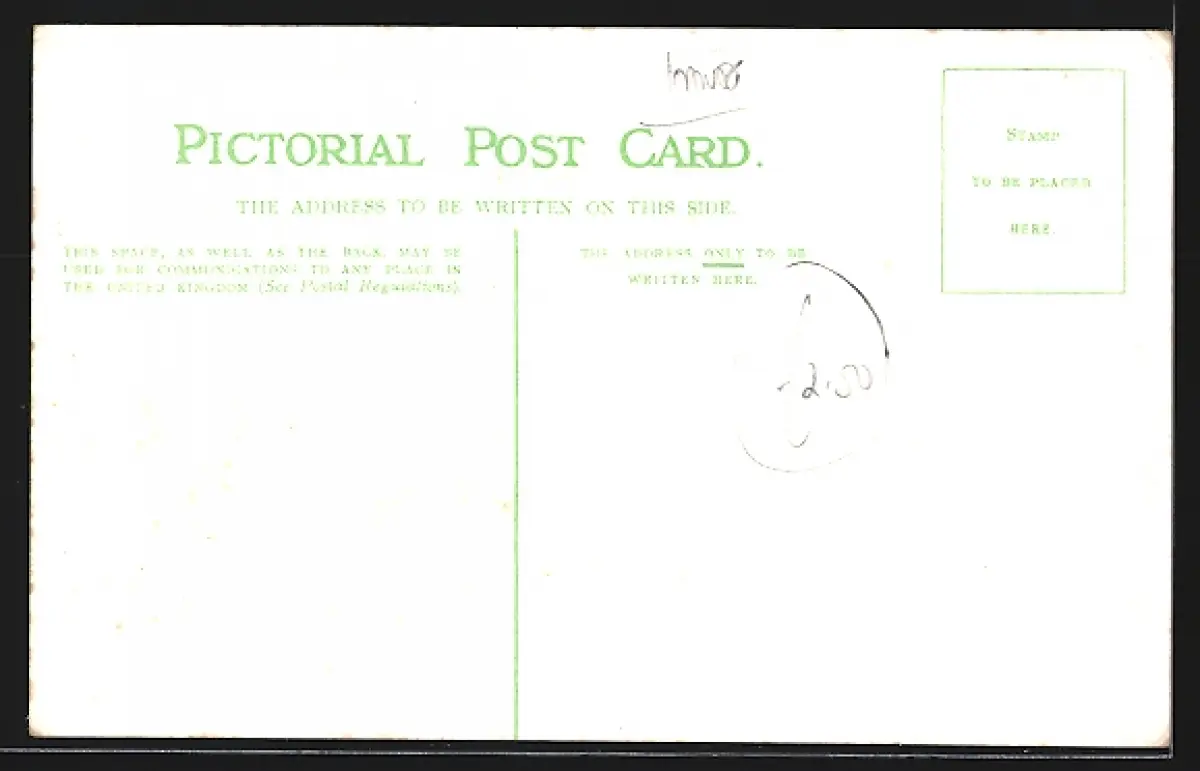 PICTORIAL POST CARD.
THE ADDRESS TO BE WRITTEN ON THIS SIDE.
THIS SPACE, AS WELL AS THE BACK, MAY BE
USED FOR COMMUNICATIONS TO ANY PLACE IN
THE UNITED KINGDOM (See Postal Regulations).
THE ADDRESS ONLY TO BE
WRITTEN HERE.
STAMP
TO BE PLACED
HERE.
-2.50